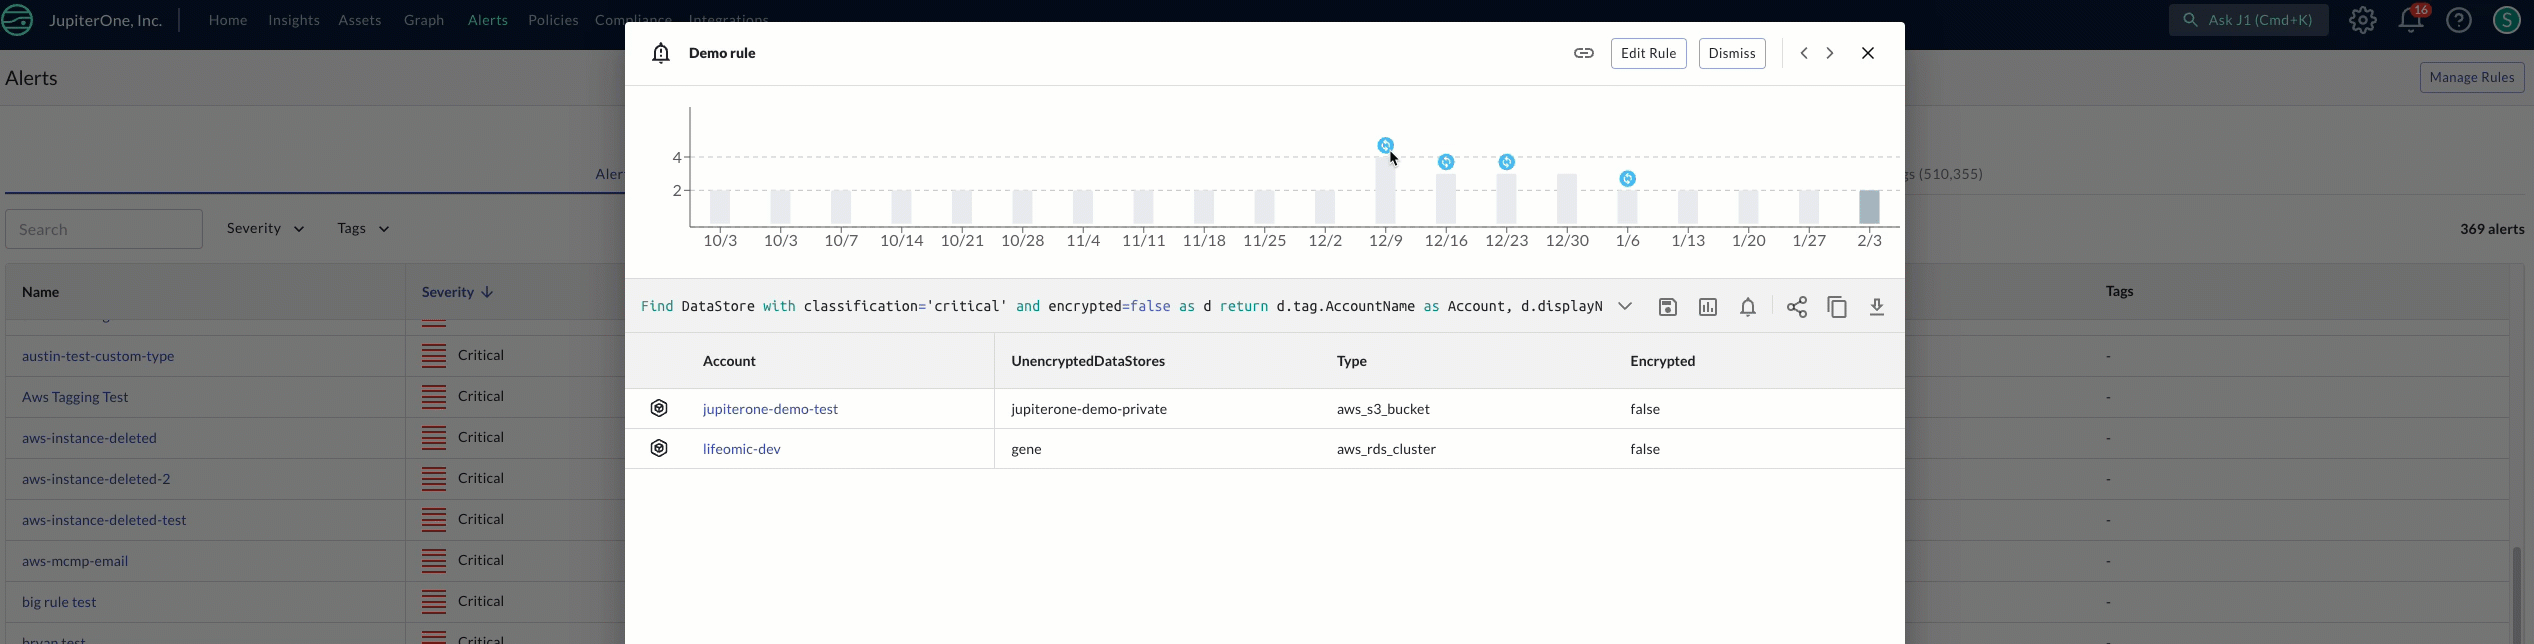 JupiterOne, Inc.
Home Insights Assets Graph Alerts Policies Compliance Integrations
Ask J1 (Cmd+K)
16
S
Alerts
Manage Rules
(510,355)
Search
Severity
Tags
369 alerts
Name
Severity
Tags
austin-test-custom-type Critical -
Aws Tagging Test Critical -
aws-instance-deleted Critical -
aws-instance-deleted-2 Critical -
aws-instance-deleted-test Critical -
aws-mcmp-email Critical -
big rule test Critical -
bryan test Critical
Demo rule
Edit Rule
Dismiss
4
2
10/3 10/3 10/7 10/14 10/21 10/28 11/4 11/11 11/18 11/25 12/2 12/9 12/16 12/23 12/30 1/6 1/13 1/20 1/27 2/3
Find DataStore with classification='critical' and encrypted=false as d return d.tag.AccountName as Account, d.displayN
Account UnencryptedDataStores Type Encrypted
jupiterone-demo-test jupiterone-demo-private aws_s3_bucket false
lifeomic-dev gene aws_rds_cluster false